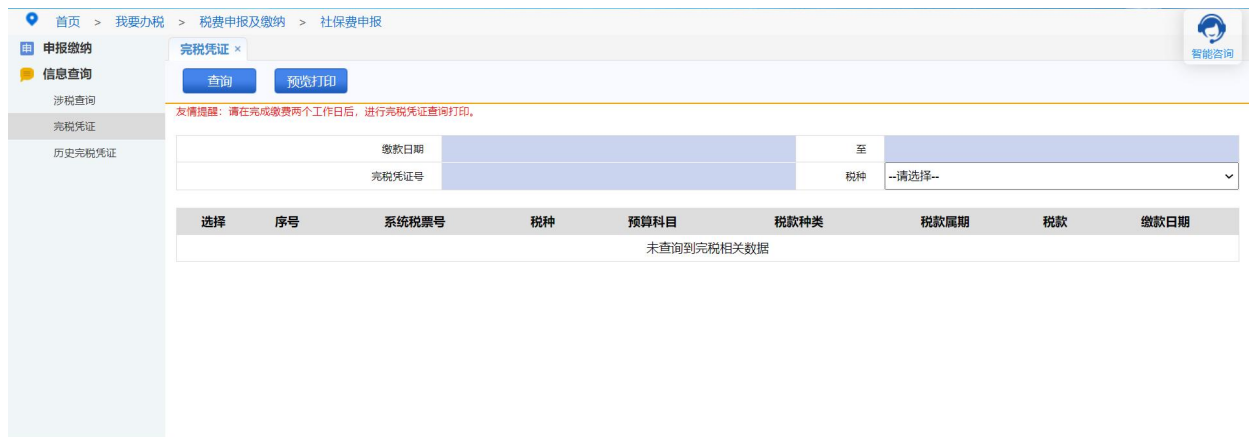 首页 > 我要办税 > 税费申报及缴纳 > 社保费申报
智能咨询
申 申报缴纳
信息查询
涉税查询
完税凭证
历史完税凭证
完税凭证 ×
查询 预览打印
友情提醒：请在完成缴费两个工作日后，进行完税凭证查询打印。
缴款日期 至
完税凭证号 税种 --请选择--
选择 序号 系统税票号 税种 预算科目 税款种类 税款属期 税款 缴款日期
未查询到完税相关数据